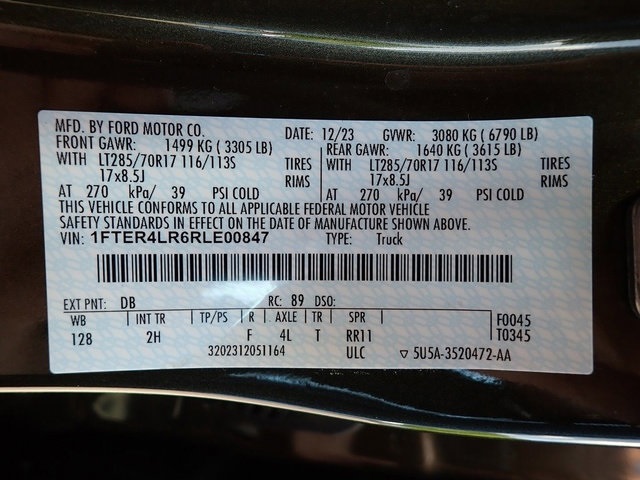 MFD. BY FORD MOTOR CO. DATE: 12/23 GVWR: 3080 KG ( 6790 LB)
FRONT GAWR: 1499 KG ( 3305 LB) REAR GAWR: 1640 KG ( 3615 LB)
WITH LT285/70R17 116/113S TIRES WITH LT285/70R17 116/113S TIRES
17x8.5J RIMS 17x8.5J RIMS
AT 270 kPa/ 39 PSI COLD AT 270 kPa/ 39 PSI COLD
THIS VEHICLE CONFORMS TO ALL APPLICABLE FEDERAL MOTOR VEHICLE
SAFETY STANDARDS IN EFFECT ON THE DATE OF MANUFACTURE SHOWN ABOVE.
VIN: 1FTER4LR6RLE00847 TYPE: Truck
EXT PNT: DB RC: 89 DSO:
WB INT TR TP/PS R AXLE TR SPR F0045
128 2H F 4L T RR11 T0345
3202312051164 ULC ▽ 5U5A-3520472-AA